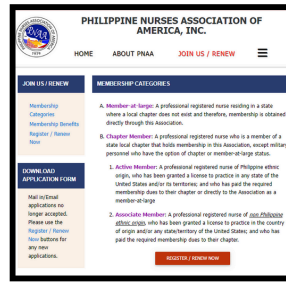 PHILIPPINE NURSES ASSOCIATION OF
AMERICA, INC.
HOME ABOUT PNAA JOIN US / RENEW
JOIN US / RENEW
Membership
Categories
Membership Benefits
Register / Renew
Now
DOWNLOAD
APPLICATION FORM
Mail in/Email
applications no
longer accepted.
Please use the
Register / Renew
Now buttons for
any new
applications.
MEMBERSHIP CATEGORIES
A. Member-at-large: A professional registered nurse residing in a state
where a local chapter does not exist and therefore, membership is obtained
directly through this Association.
B. Chapter Member: A professional registered nurse who is a member of a
state local chapter that holds membership in this Association, except military
personnel who have the option of chapter or member-at-large status.
1. Active Member: A professional registered nurse of Philippine ethnic
origin, who has been granted a license to practice in any state of the
United States and/or its territories; and who has paid the required
membership dues to their chapter or directly to the Association as a
member-at-large
2. Associate Member: A professional registered nurse of non Philippine
ethnic origin, who has been granted a license to practice in the country
of origin and/or any state/territory of the United States; and who has
paid the required membership dues to their chapter.
REGISTER / RENEW NOW